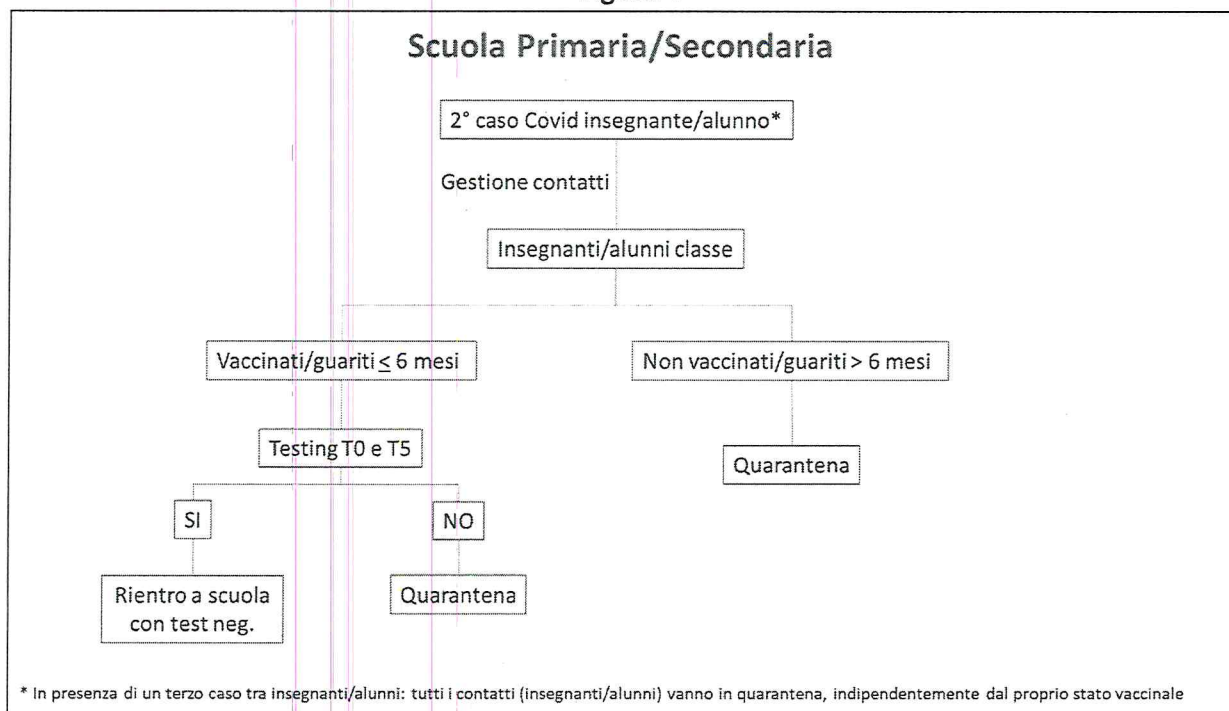 Scuola Primaria/Secondaria
2° caso Covid insegnante/alunno*
Gestione contatti
Insegnanti/alunni classe
Vaccinati/guariti ≤ 6 mesi
Non vaccinati/guariti > 6 mesi
Testing T0 e T5
Quarantena
SI
NO
Rientro a scuola
con test neg.
Quarantena
* In presenza di un terzo caso tra insegnanti/alunni: tutti i contatti (insegnanti/alunni) vanno in quarantena, indipendentemente dal proprio stato vaccinale